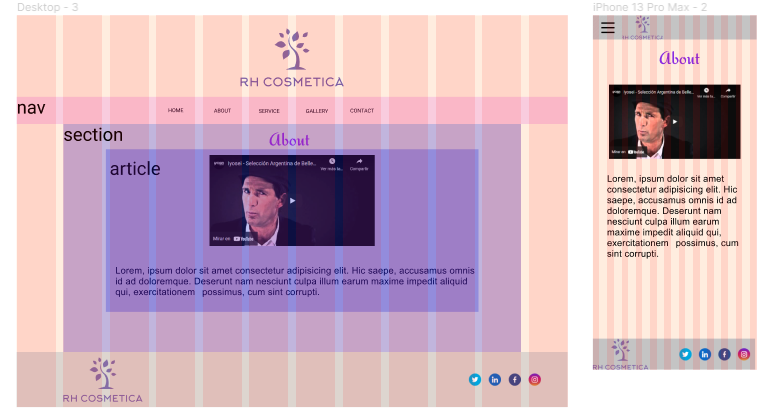 Desktop - 3
RH COSMETICA
nav
HOME ABOUT SERVICE GALLERY CONTACT
section
About
article
Iyosei - Selección Argentina de Belle...
Ver más ta... Compartir
Mirar en YouTube
Lorem, ipsum dolor sit amet consectetur adipisicing elit. Hic saepe, accusamus omnis
id ad doloremque. Deserunt nam nesciunt culpa illum earum maxime impedit aliquid
qui, exercitationem possimus, cum sint corrupti.
RH COSMETICA
iPhone 13 Pro Max - 2
RH COSMETICA
About
Iyosei - Selección Argentina de Belle...
Ver más ta... Compartir
Mirar en YouTube
Lorem, ipsum dolor sit amet
consectetur adipisicing elit. Hic
saepe, accusamus omnis id ad
doloremque. Deserunt nam
nesciunt culpa illum earum
maxime impedit aliquid qui,
exercitationem possimus, cum
sint corrupti.
RH COSMETICA